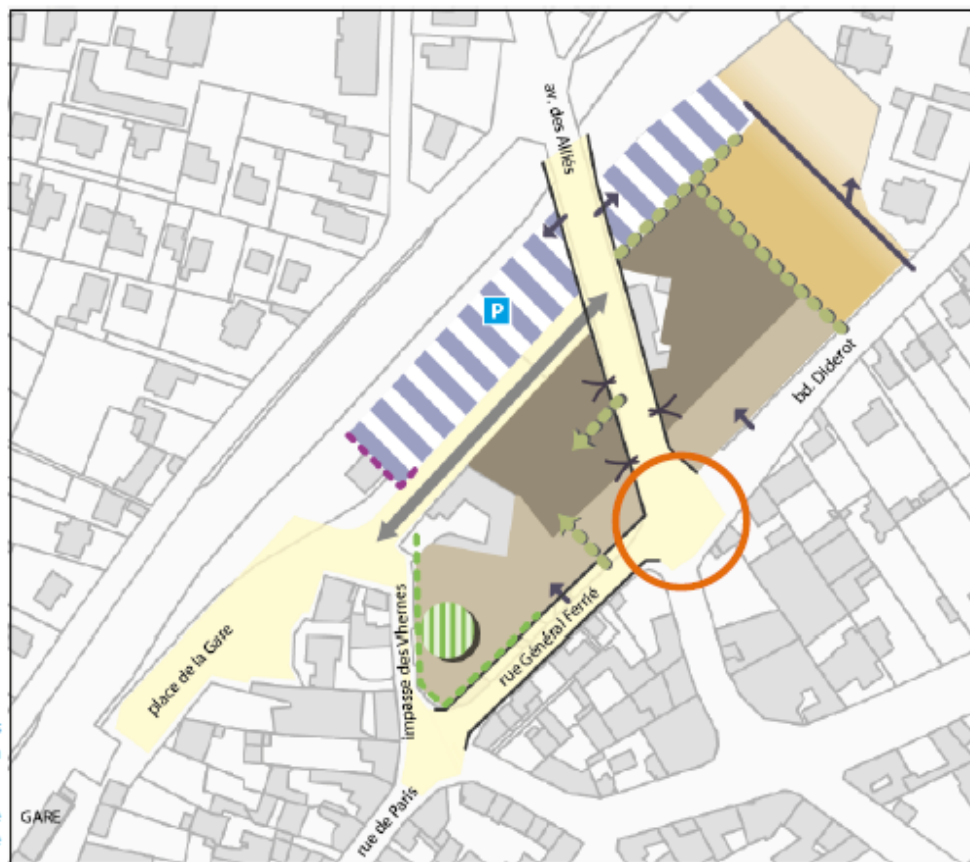 av. des Alliés
P
bd. Diderot
impasse des Vhernes
rue Général Ferrié
place de la Gare
GARE
rue de Paris